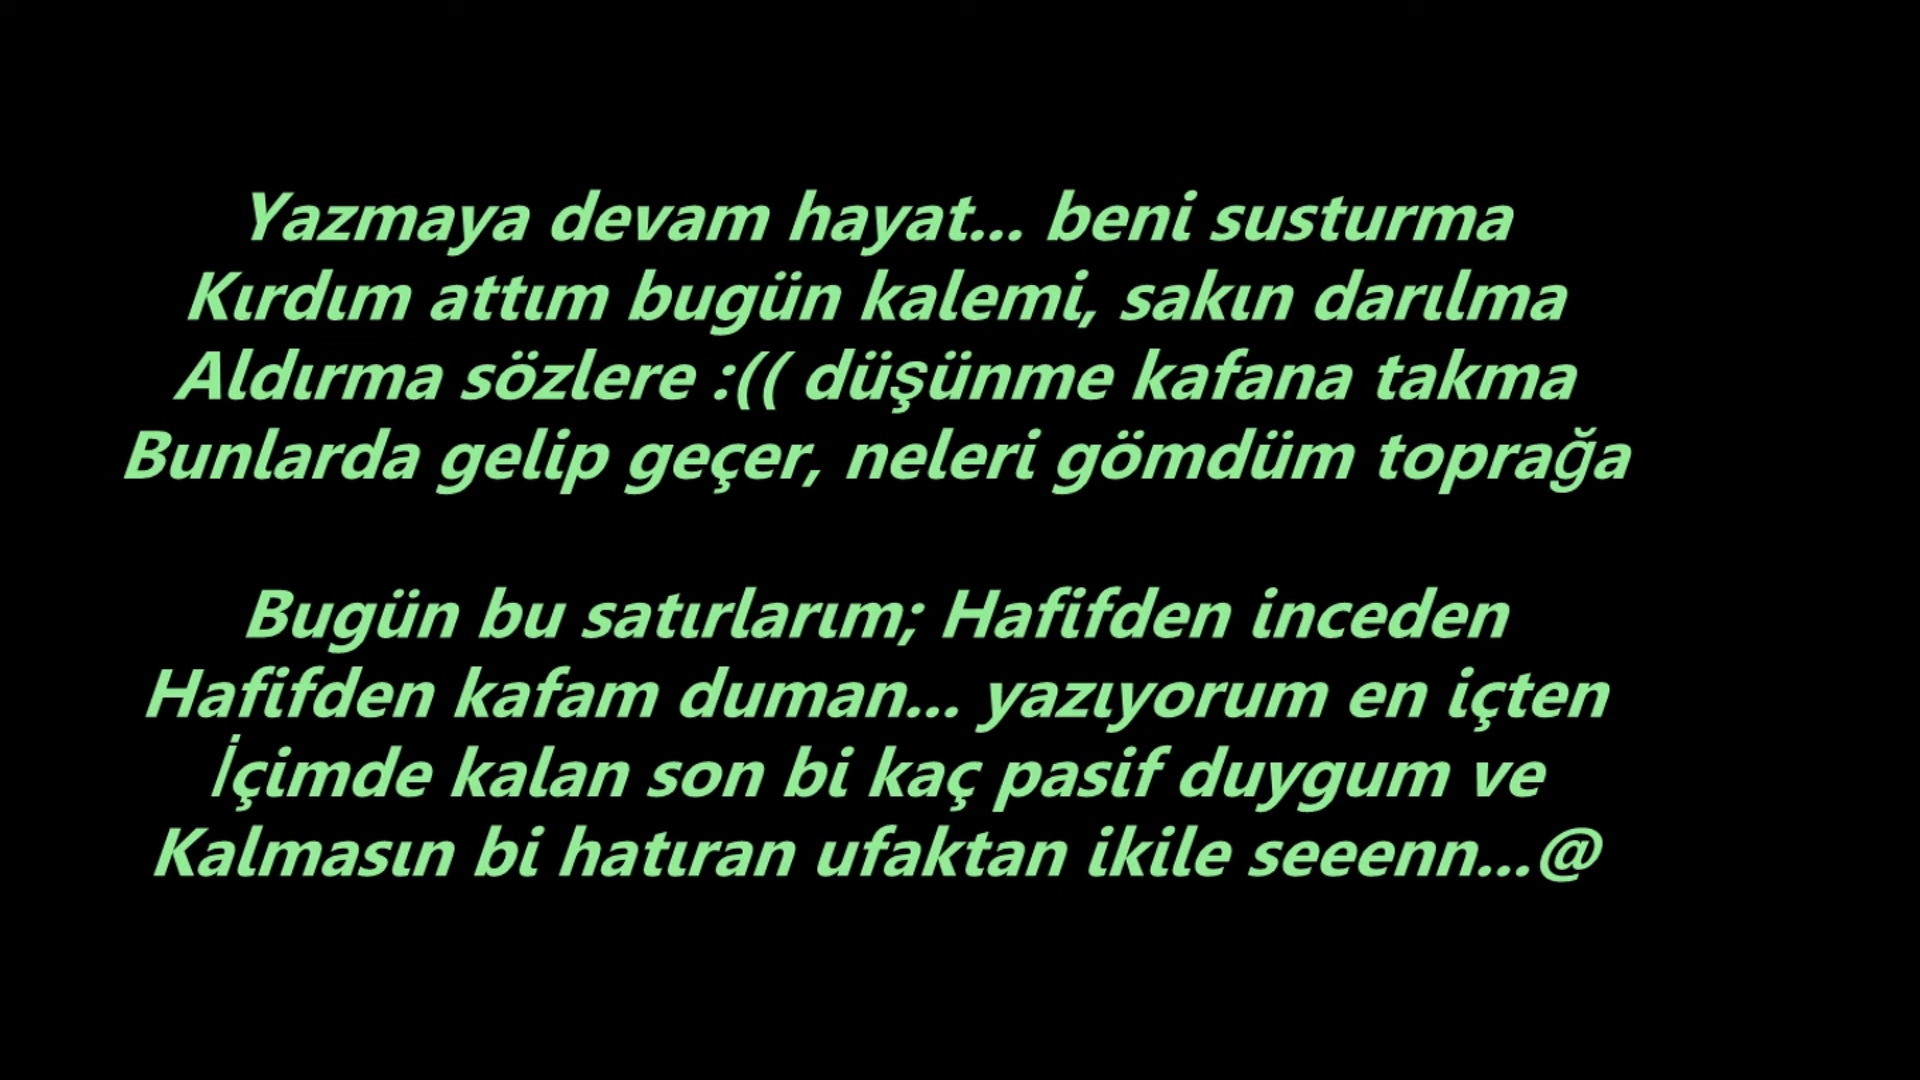 Yazmaya devam hayat... beni susturma
Kırdım attım bugün kalemi, sakın darılma
Aldırma sözlere :(( düşünme kafana takma
Bunlarda gelip geçer, neleri gömdüm toprağa
Bugün bu satırlarım; Hafifden inceden
Hafifden kafam duman... yazıyorum en içten
İçimde kalan son bi kaç pasif duygum ve
Kalmasın bi hatıran ufaktan ikile seeenn...@